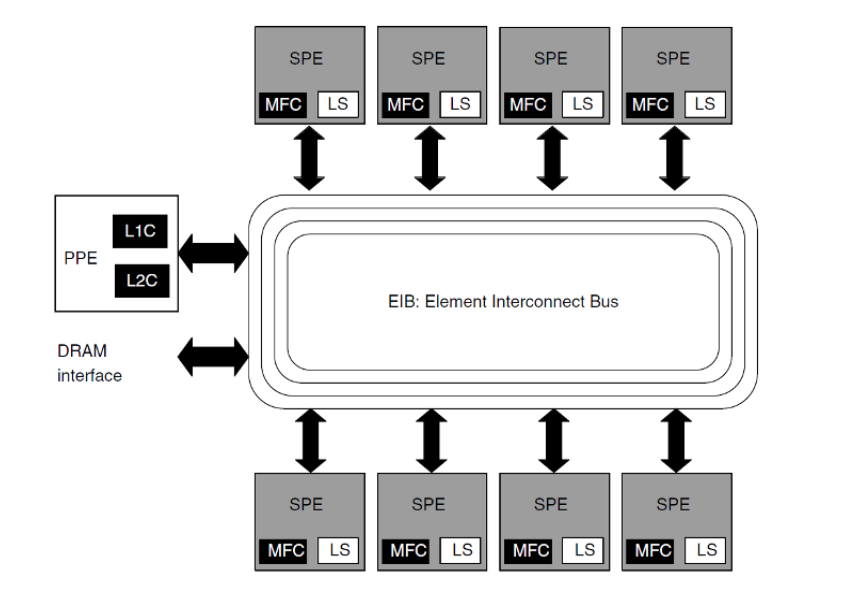 SPE
MFC LS
SPE
MFC LS
SPE
MFC LS
SPE
MFC LS
L1C
PPE
L2C
EIB: Element Interconnect Bus
DRAM
interface
SPE
MFC LS
SPE
MFC LS
SPE
MFC LS
SPE
MFC LS